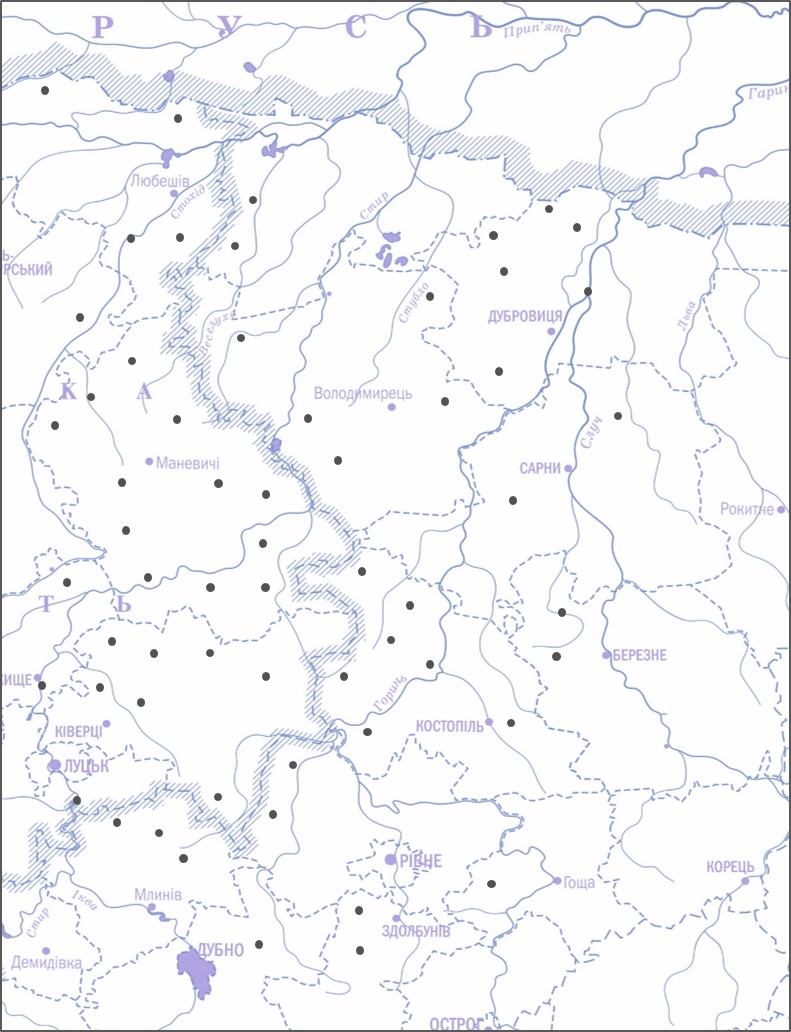 Р У С Ь
Прип'ять
Горин
Любешів
Стохід
Стир
Ь-
РСЬКИЙ
Стубло
Веселуха
ДУБРОВИЦЯ
Льва
К А
Володимирець
Случ
Маневичі
САРНИ
Рокитне
Т Ь
БЕРЕЗНЕ
ИЩЕ
Горинь
КІВЕРЦІ
КОСТОПІЛЬ
ЛУЦЬК
РІВНЕ
КОРЕЦЬ
Гоща
Млинів
Іква
Стир
ЗДОЛБУНІВ
ДУБНО
Демидівка
ОСТРОГ